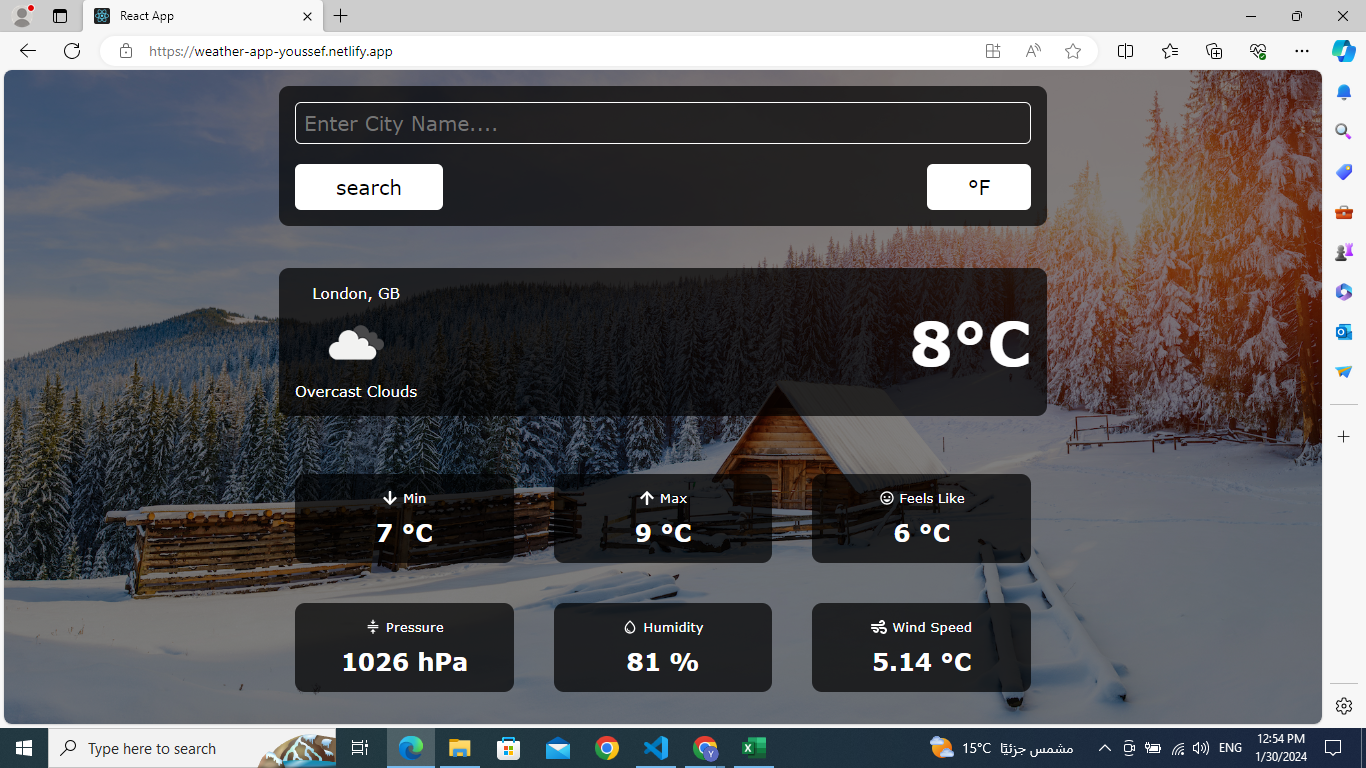 React App
https://weather-app-youssef.netlify.app
Enter City Name....
search
°F
London, GB
8°C
Overcast Clouds
Min
7 °C
Max
9 °C
Feels Like
6 °C
Pressure
1026 hPa
Humidity
81 %
Wind Speed
5.14 °C
Type here to search
15°C مشمس جزئيًا
ENG
12:54 PM
1/30/2024